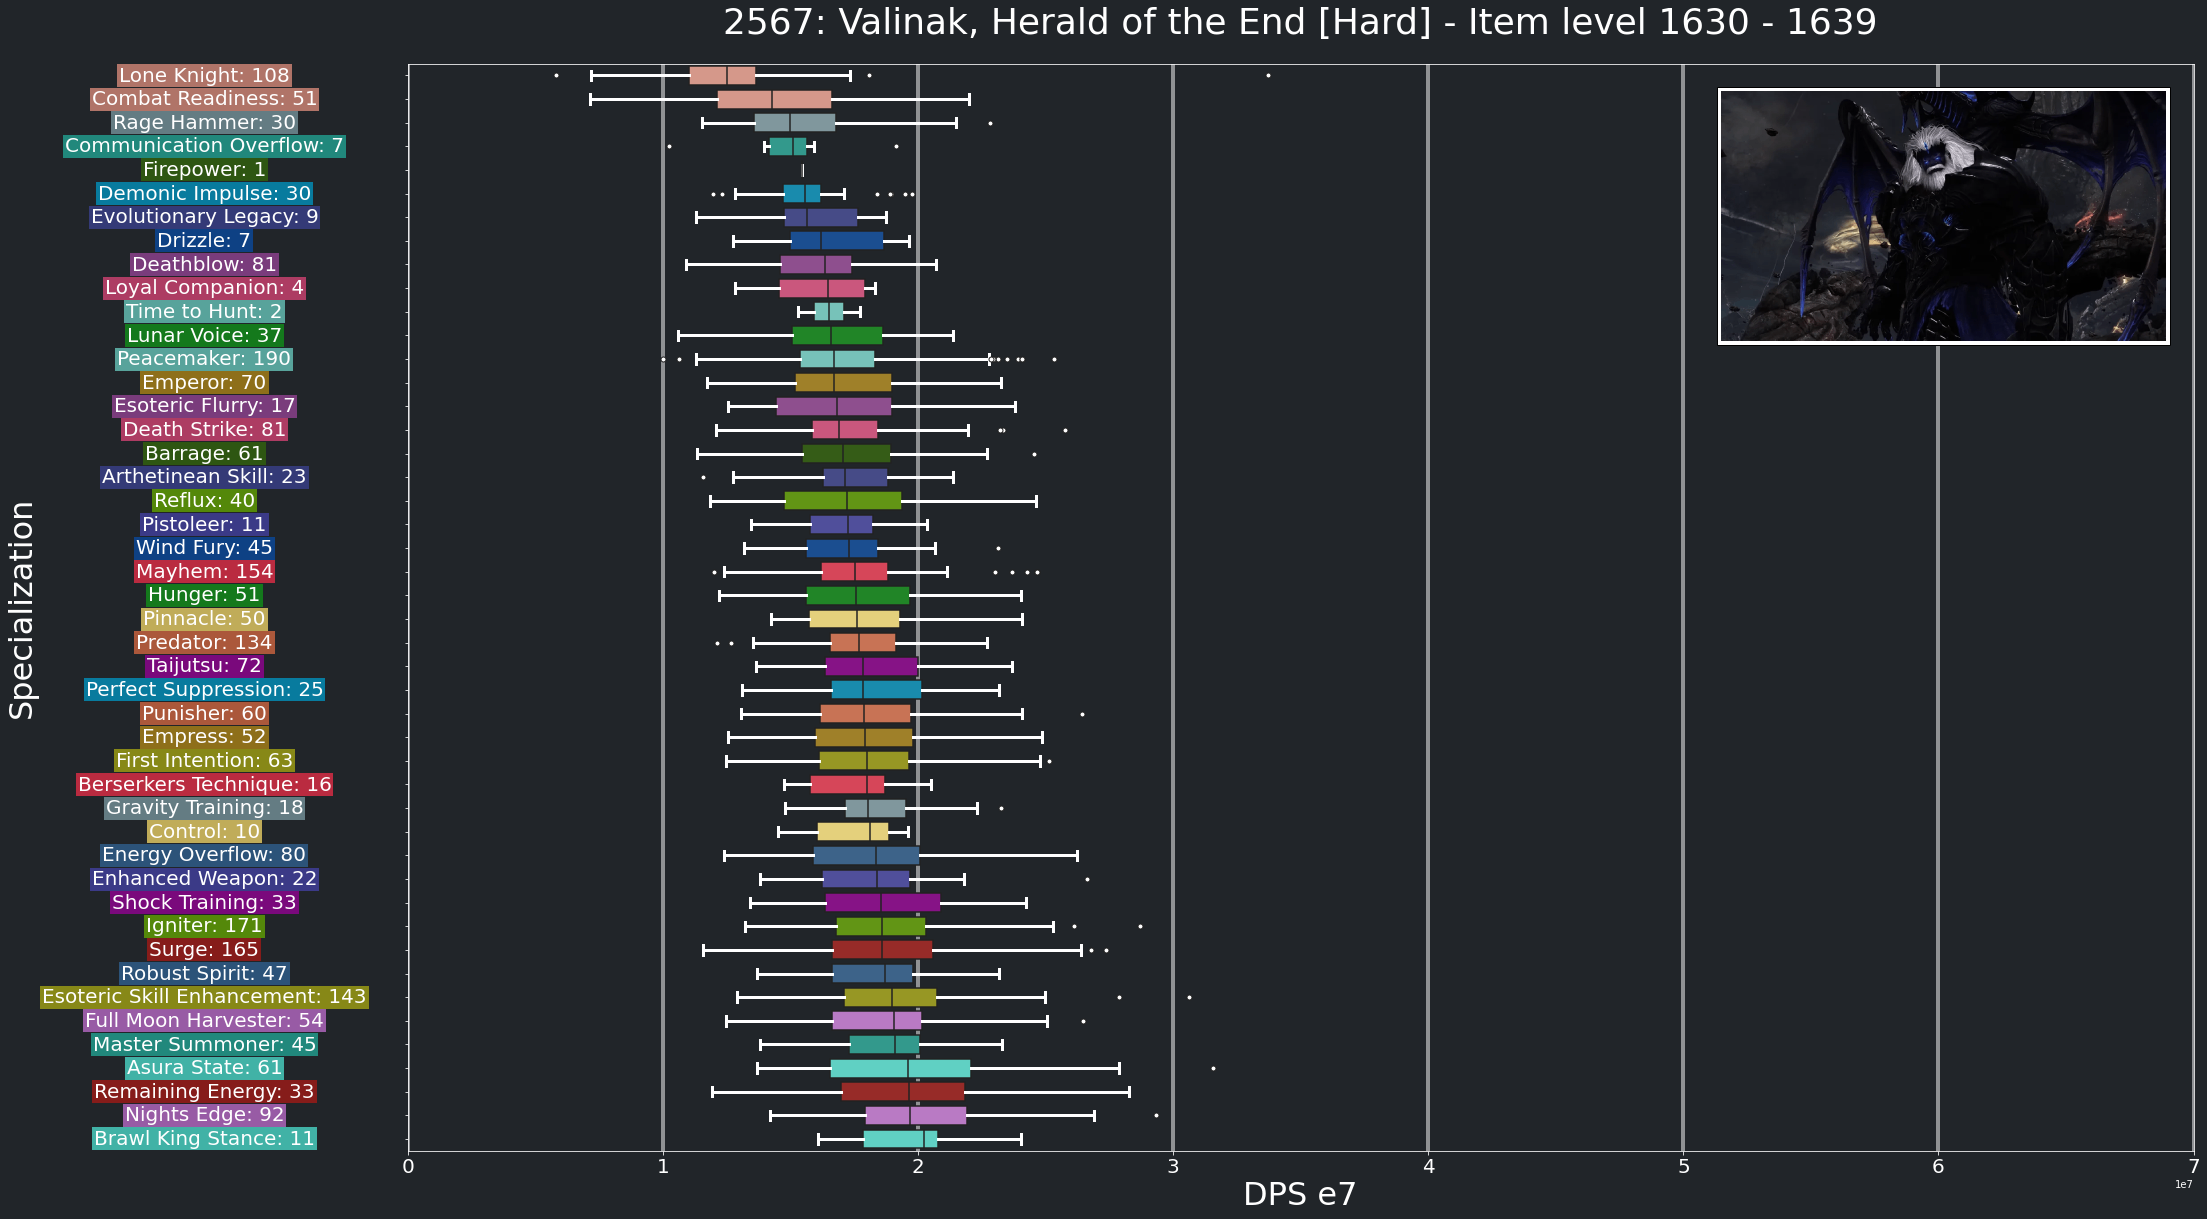 2567: Valinak, Herald of the End [Hard] - Item level 1630 - 1639
Lone Knight: 108
Combat Readiness: 51
Rage Hammer: 30
Communication Overflow: 7
Firepower: 1
Demonic Impulse: 30
Evolutionary Legacy: 9
Drizzle: 7
Deathblow: 81
Loyal Companion: 4
Time to Hunt: 2
Lunar Voice: 37
Peacemaker: 190
Emperor: 70
Esoteric Flurry: 17
Death Strike: 81
Barrage: 61
Arthetinean Skill: 23
Reflux: 40
Pistoleer: 11
Wind Fury: 45
Mayhem: 154
Hunger: 51
Pinnacle: 50
Predator: 134
Taijutsu: 72
Perfect Suppression: 25
Punisher: 60
Empress: 52
First Intention: 63
Berserkers Technique: 16
Gravity Training: 18
Control: 10
Energy Overflow: 80
Enhanced Weapon: 22
Shock Training: 33
Igniter: 171
Surge: 165
Robust Spirit: 47
Esoteric Skill Enhancement: 143
Full Moon Harvester: 54
Master Summoner: 45
Asura State: 61
Remaining Energy: 33
Nights Edge: 92
Brawl King Stance: 11
Specialization
0 1 2 3 4 5 6 7
1e7
DPS e7